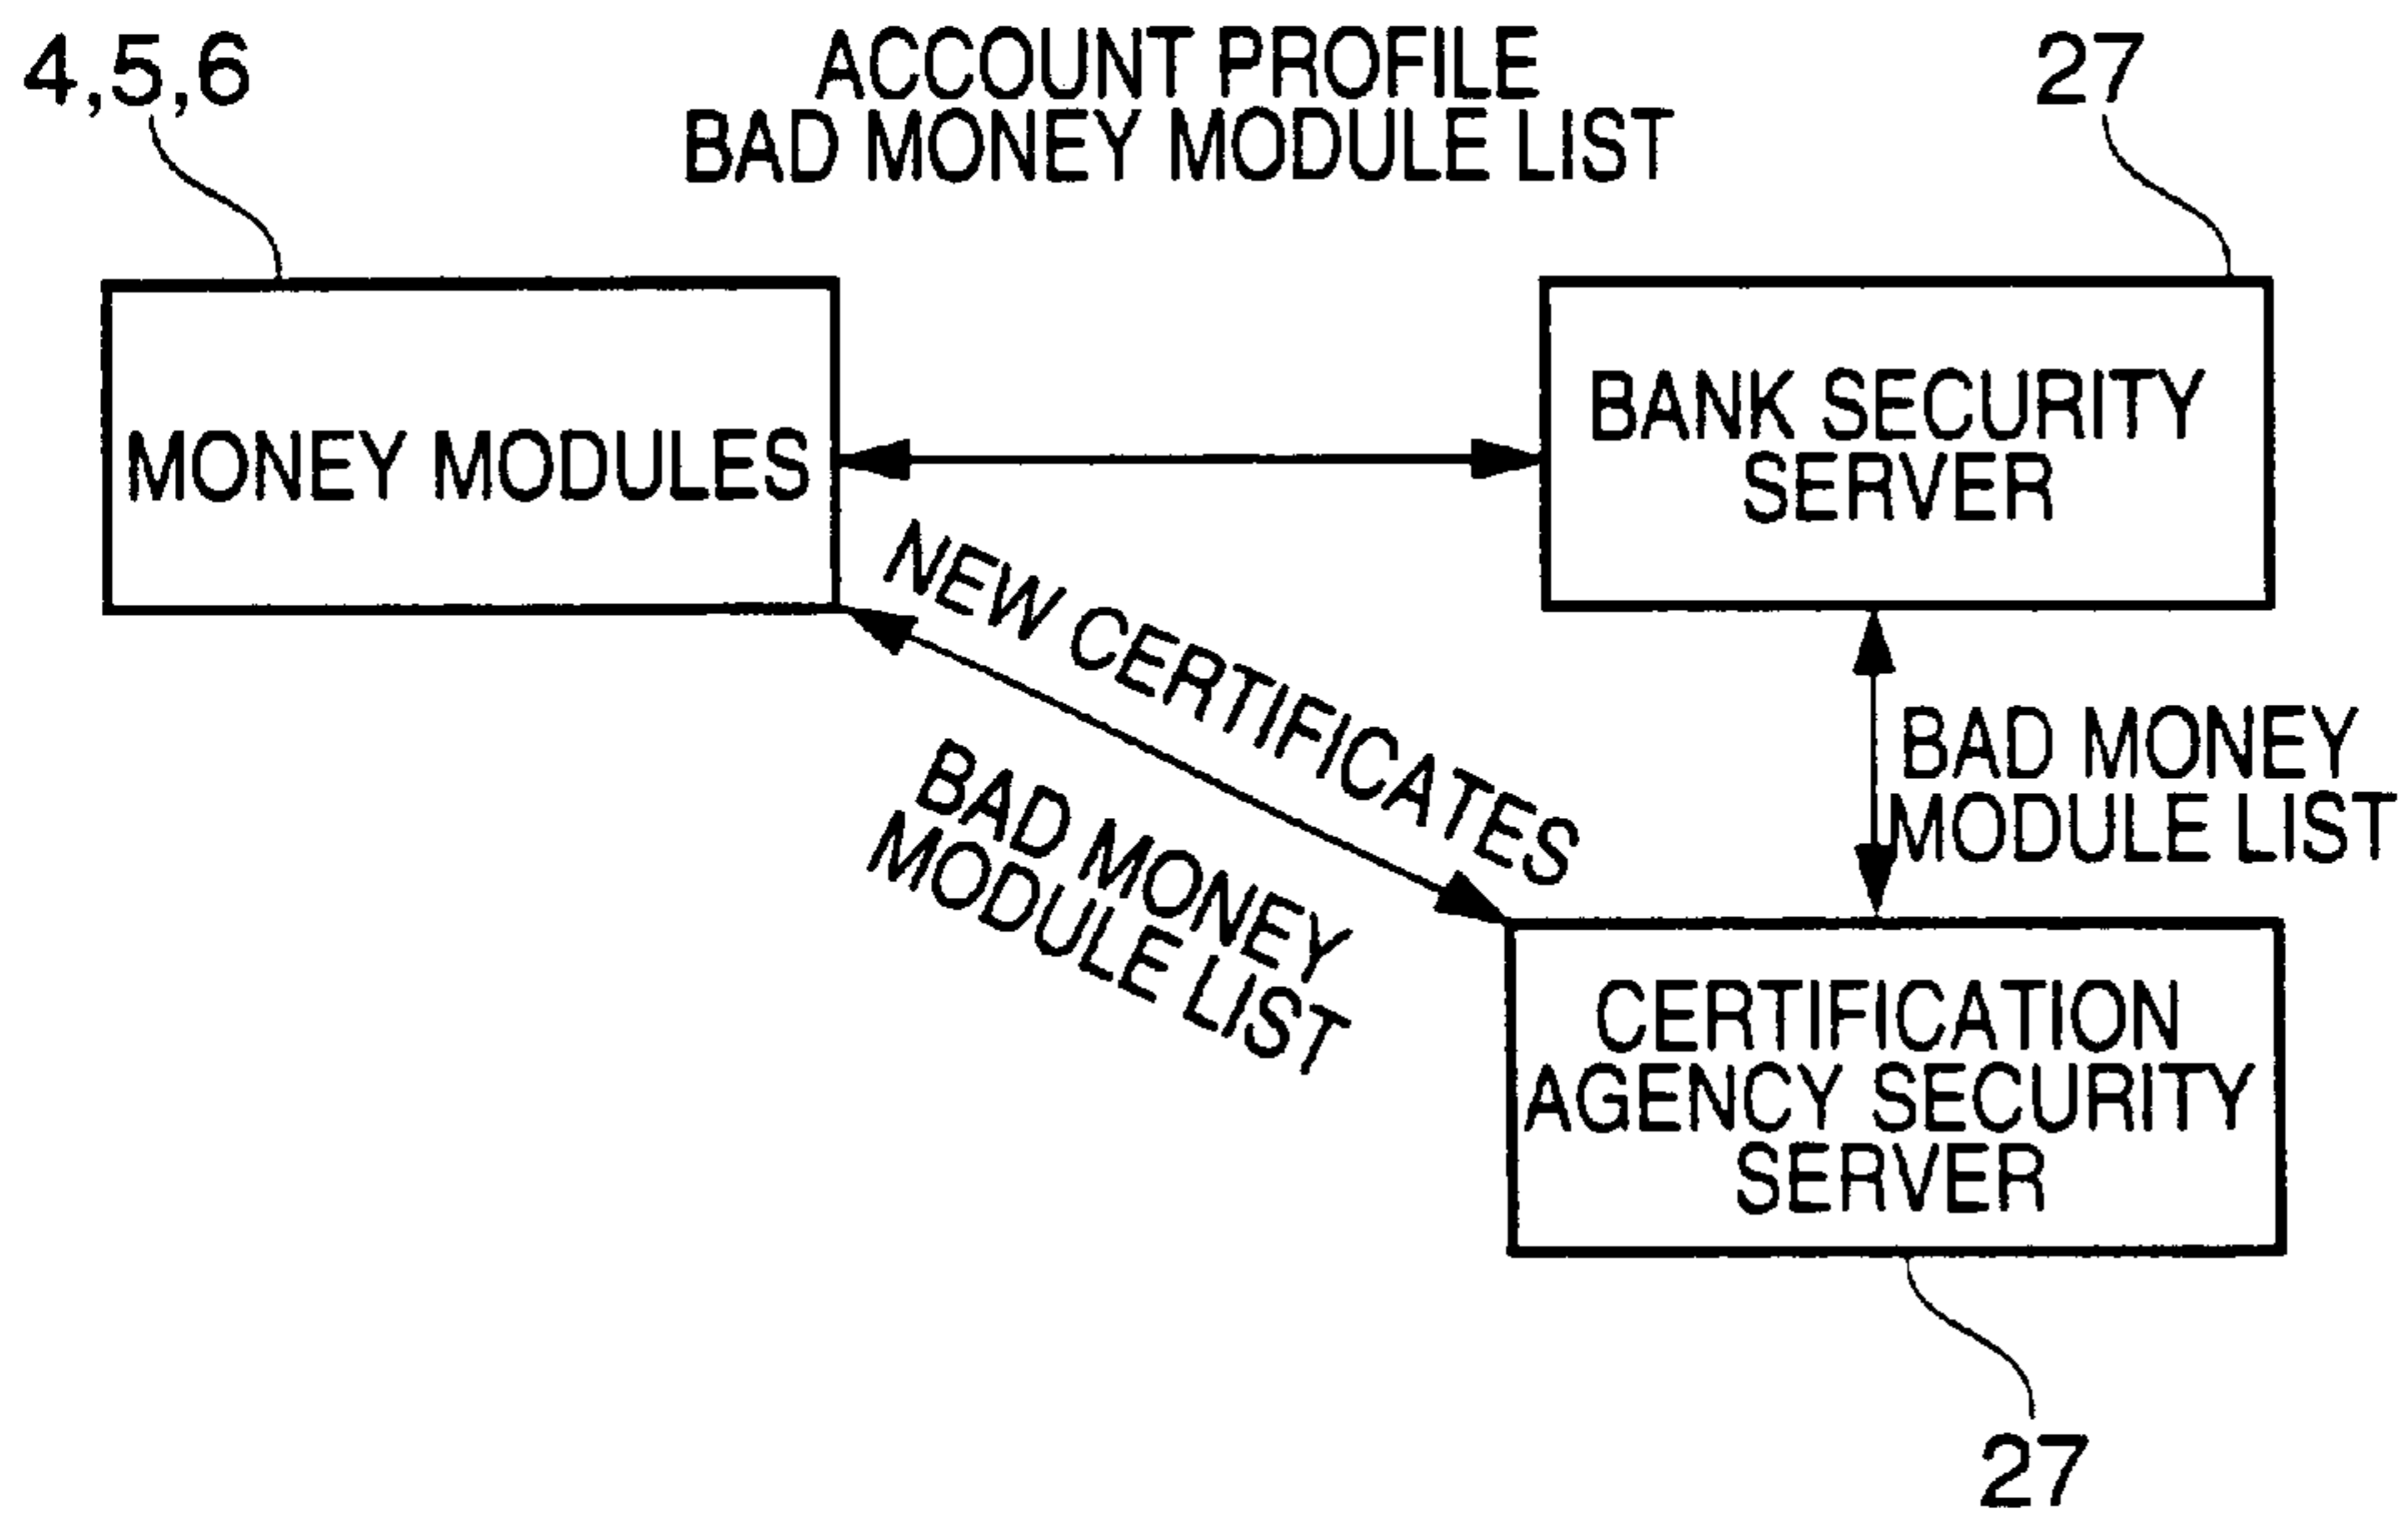 4,5,6
ACCOUNT PROFILE
BAD MONEY MODULE LIST
27
MONEY MODULES
BANK SECURITY
SERVER
NEW CERTIFICATES
BAD MONEY
MODULE LIST
BAD MONEY
MODULE LIST
CERTIFICATION
AGENCY SECURITY
SERVER
27